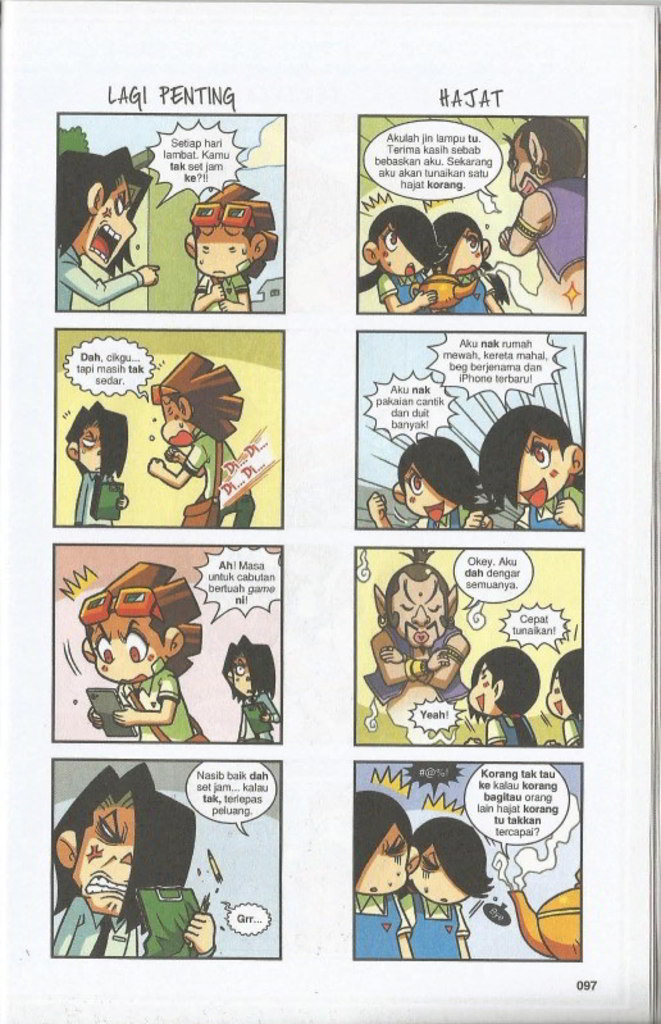 LAGI PENTING
Setiap hari
lambat. Kamu
tak set jam
ke?!!
Dah, cikgu...
tapi masih tak
sedar.
Di... Di...
Di... Di...
Ah! Masa
untuk cabutan
bertuah game
ni!
Nasib baik dah
set jam... kalau
tak, terlepas
peluang.
Grr...
HAJAT
Akulah jin lampu tu.
Terima kasih sebab
bebaskan aku. Sekarang
aku akan tunaikan satu
hajat korang.
Aku nak rumah
mewah, kereta mahal,
beg berjenama dan
iPhone terbaru!
Aku nak
pakaian cantik
dan duit
banyak!
Okey. Aku
dah dengar
semuanya.
Cepat
tunaikan!
Yeah!
#@%!
Korang tak tau
ke kalau korang
bagitau orang
lain hajat korang
tu takkan
tercapai?
Bye
097